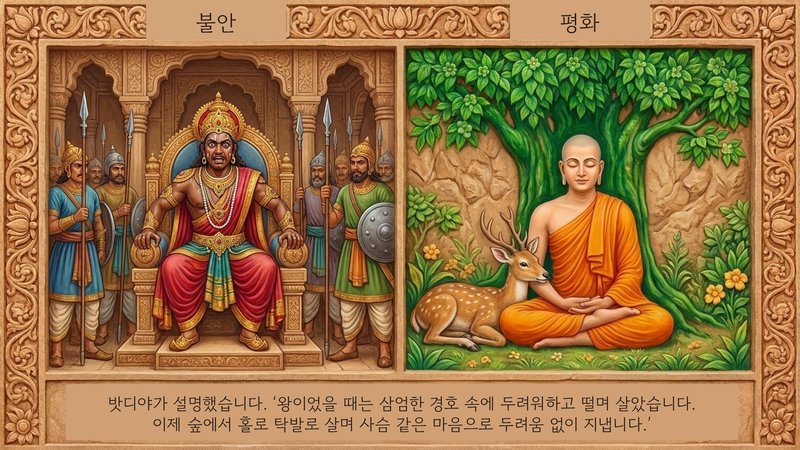 불안
평화
밧디야가 설명했습니다. ‘왕이었을 때는 삼엄한 경호 속에 두려워하고 떨며 살았습니다.
이제 숲에서 홀로 탁발로 살며 사슴 같은 마음으로 두려움 없이 지냅니다.’